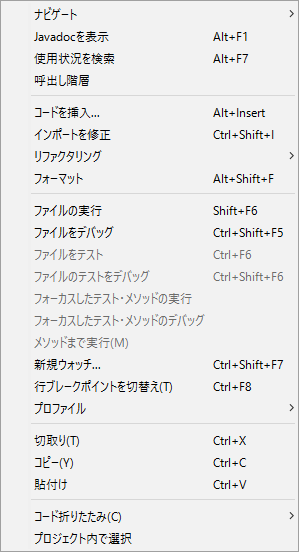 ナビゲート
Javadocを表示 Alt+F1
使用状況を検索 Alt+F7
呼出し階層
コードを挿入... Alt+Insert
インポートを修正 Ctrl+Shift+I
リファクタリング
フォーマット Alt+Shift+F
ファイルの実行 Shift+F6
ファイルをデバッグ Ctrl+Shift+F5
ファイルをテスト Ctrl+F6
ファイルのテストをデバッグ Ctrl+Shift+F6
フォーカスしたテスト・メソッドの実行
フォーカスしたテスト・メソッドのデバッグ
メソッドまで実行(M)
新規ウォッチ... Ctrl+Shift+F7
行ブレークポイントを切替え(T) Ctrl+F8
プロファイル
切取り(T) Ctrl+X
コピー(Y) Ctrl+C
貼付け Ctrl+V
コード折りたたみ(C)
プロジェクト内で選択